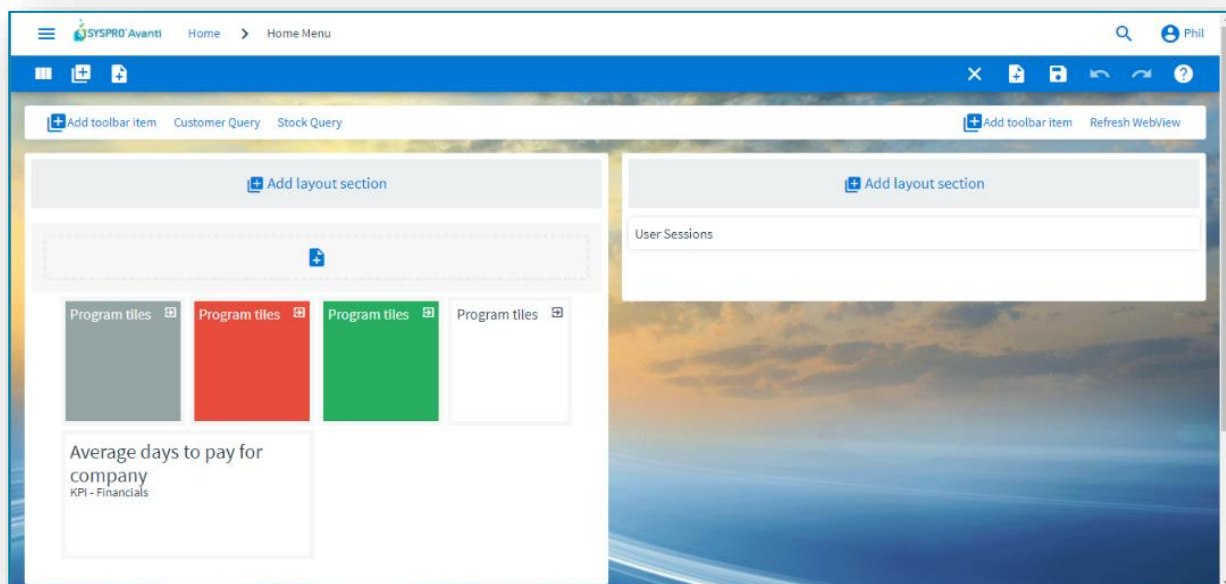 SYSPRO Avanti Home Home Menu Phil
Add toolbar item Customer Query Stock Query Add toolbar item Refresh WebView
Add layout section
Program tiles Program tiles Program tiles Program tiles
Average days to pay for
company
KPI - Financials
Add layout section
User Sessions